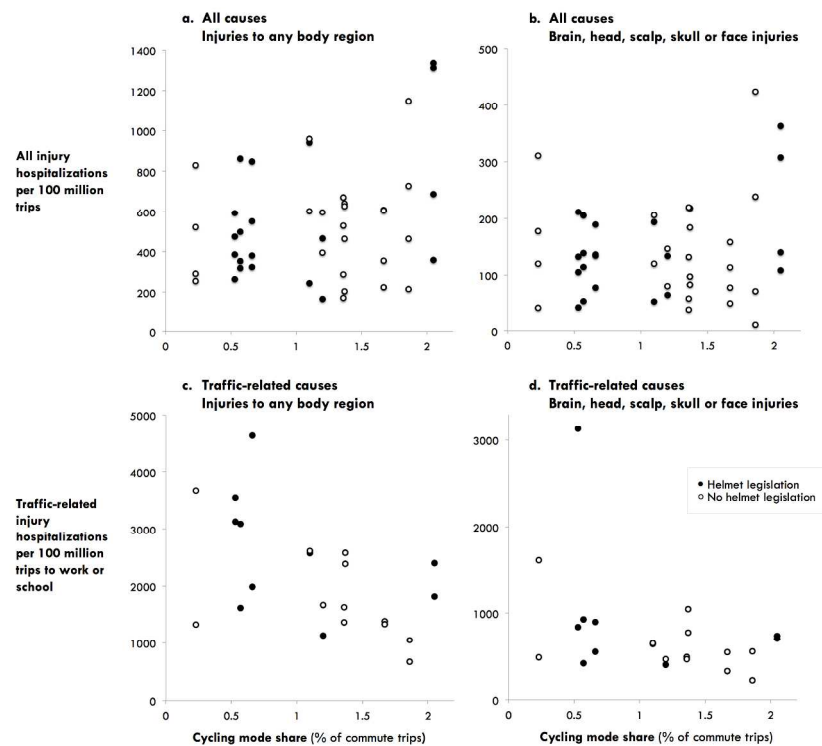 a. All causes
Injuries to any body region
b. All causes
Brain, head, scalp, skull or face injuries
All injury
hospitalizations
per 100 million
trips
1400
1200
1000
800
600
400
200
0
0 0.5 1 1.5 2
500
400
300
200
100
0
0 0.5 1 1.5 2
c. Traffic-related causes
Injuries to any body region
d. Traffic-related causes
Brain, head, scalp, skull or face injuries
Traffic-related
injury
hospitalizations
per 100 million
trips to work or
school
5000
4000
3000
2000
1000
0
0 0.5 1 1.5 2
Cycling mode share (% of commute trips)
3000
2000
1000
0
0 0.5 1 1.5 2
Cycling mode share (% of commute trips)
Helmet legislation
No helmet legislation